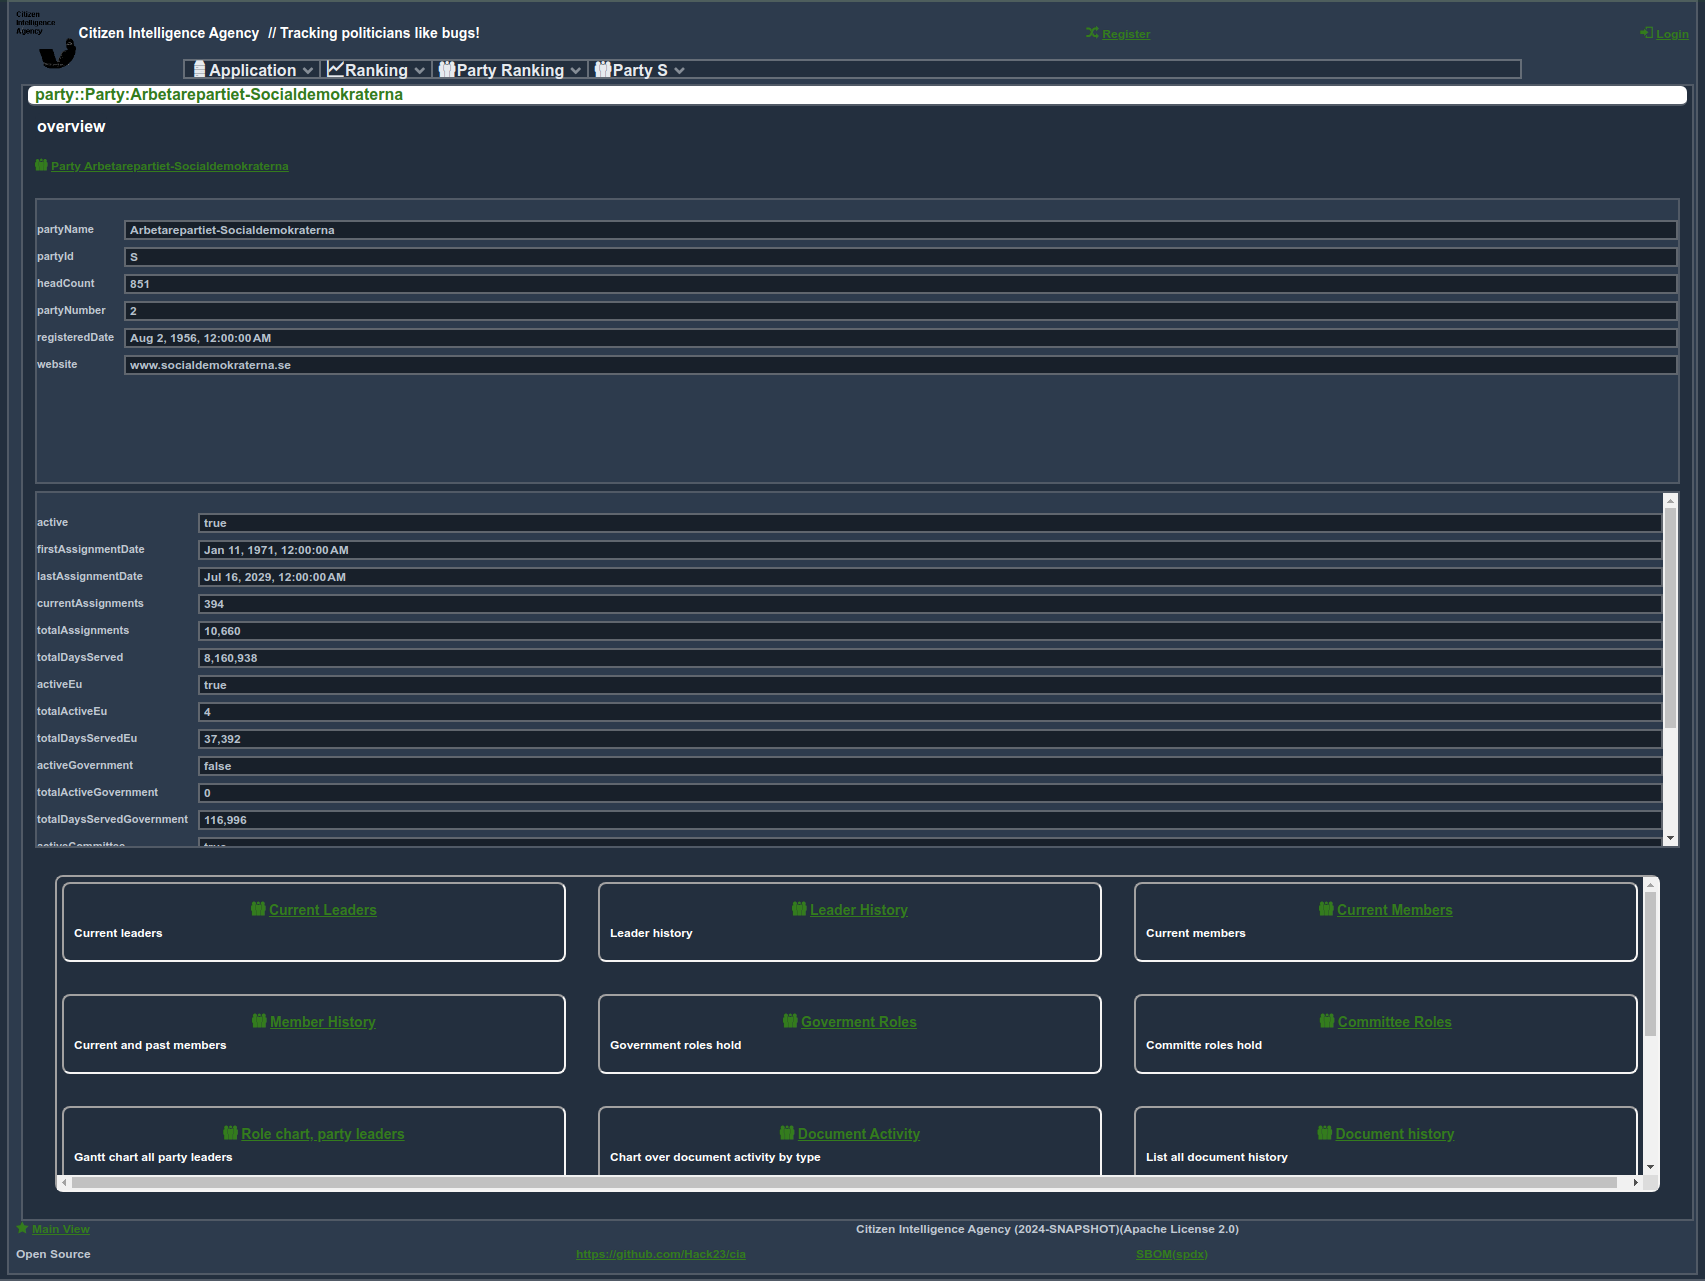 Citizen
Intelligence
Agency
Citizen Intelligence Agency // Tracking politicians like bugs!
Register
Login
Application
Ranking
Party Ranking
Party S
party::Party:Arbetarepartiet-Socialdemokraterna
overview
Party Arbetarepartiet-Socialdemokraterna
partyName Arbetarepartiet-Socialdemokraterna
partyId S
headCount 851
partyNumber 2
registeredDate Aug 2, 1956, 12:00:00 AM
website www.socialdemokraterna.se
active true
firstAssignmentDate Jan 11, 1971, 12:00:00 AM
lastAssignmentDate Jul 16, 2029, 12:00:00 AM
currentAssignments 394
totalAssignments 10,660
totalDaysServed 8,160,938
activeEu true
totalActiveEu 4
totalDaysServedEu 37,392
activeGovernment false
totalActiveGovernment 0
totalDaysServedGovernment 116,996
activeCommittee true
Current Leaders
Current leaders
Leader History
Leader history
Current Members
Current members
Member History
Current and past members
Goverment Roles
Government roles hold
Committee Roles
Committe roles hold
Role chart, party leaders
Gantt chart all party leaders
Document Activity
Chart over document activity by type
Document history
List all document history
Main View
Citizen Intelligence Agency (2024-SNAPSHOT)(Apache License 2.0)
Open Source
https://github.com/Hack23/cia
SBOM(spdx)